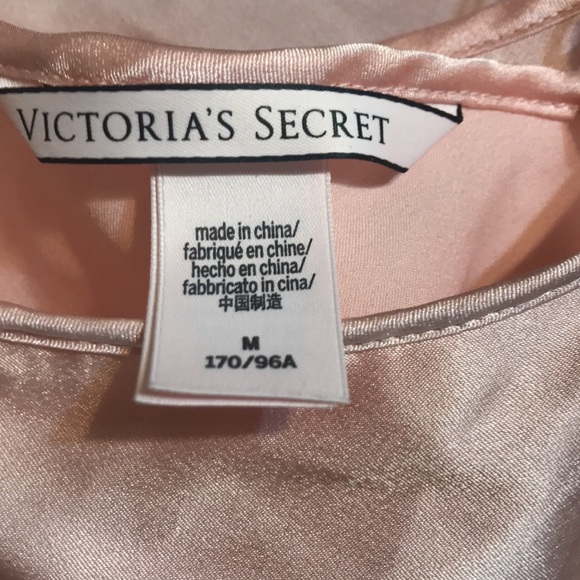 VICTORIA'S SECRET
made in china/
fabriqué en chine/
hecho en china/
fabbricato in cina/
中国制造
M
170/96A